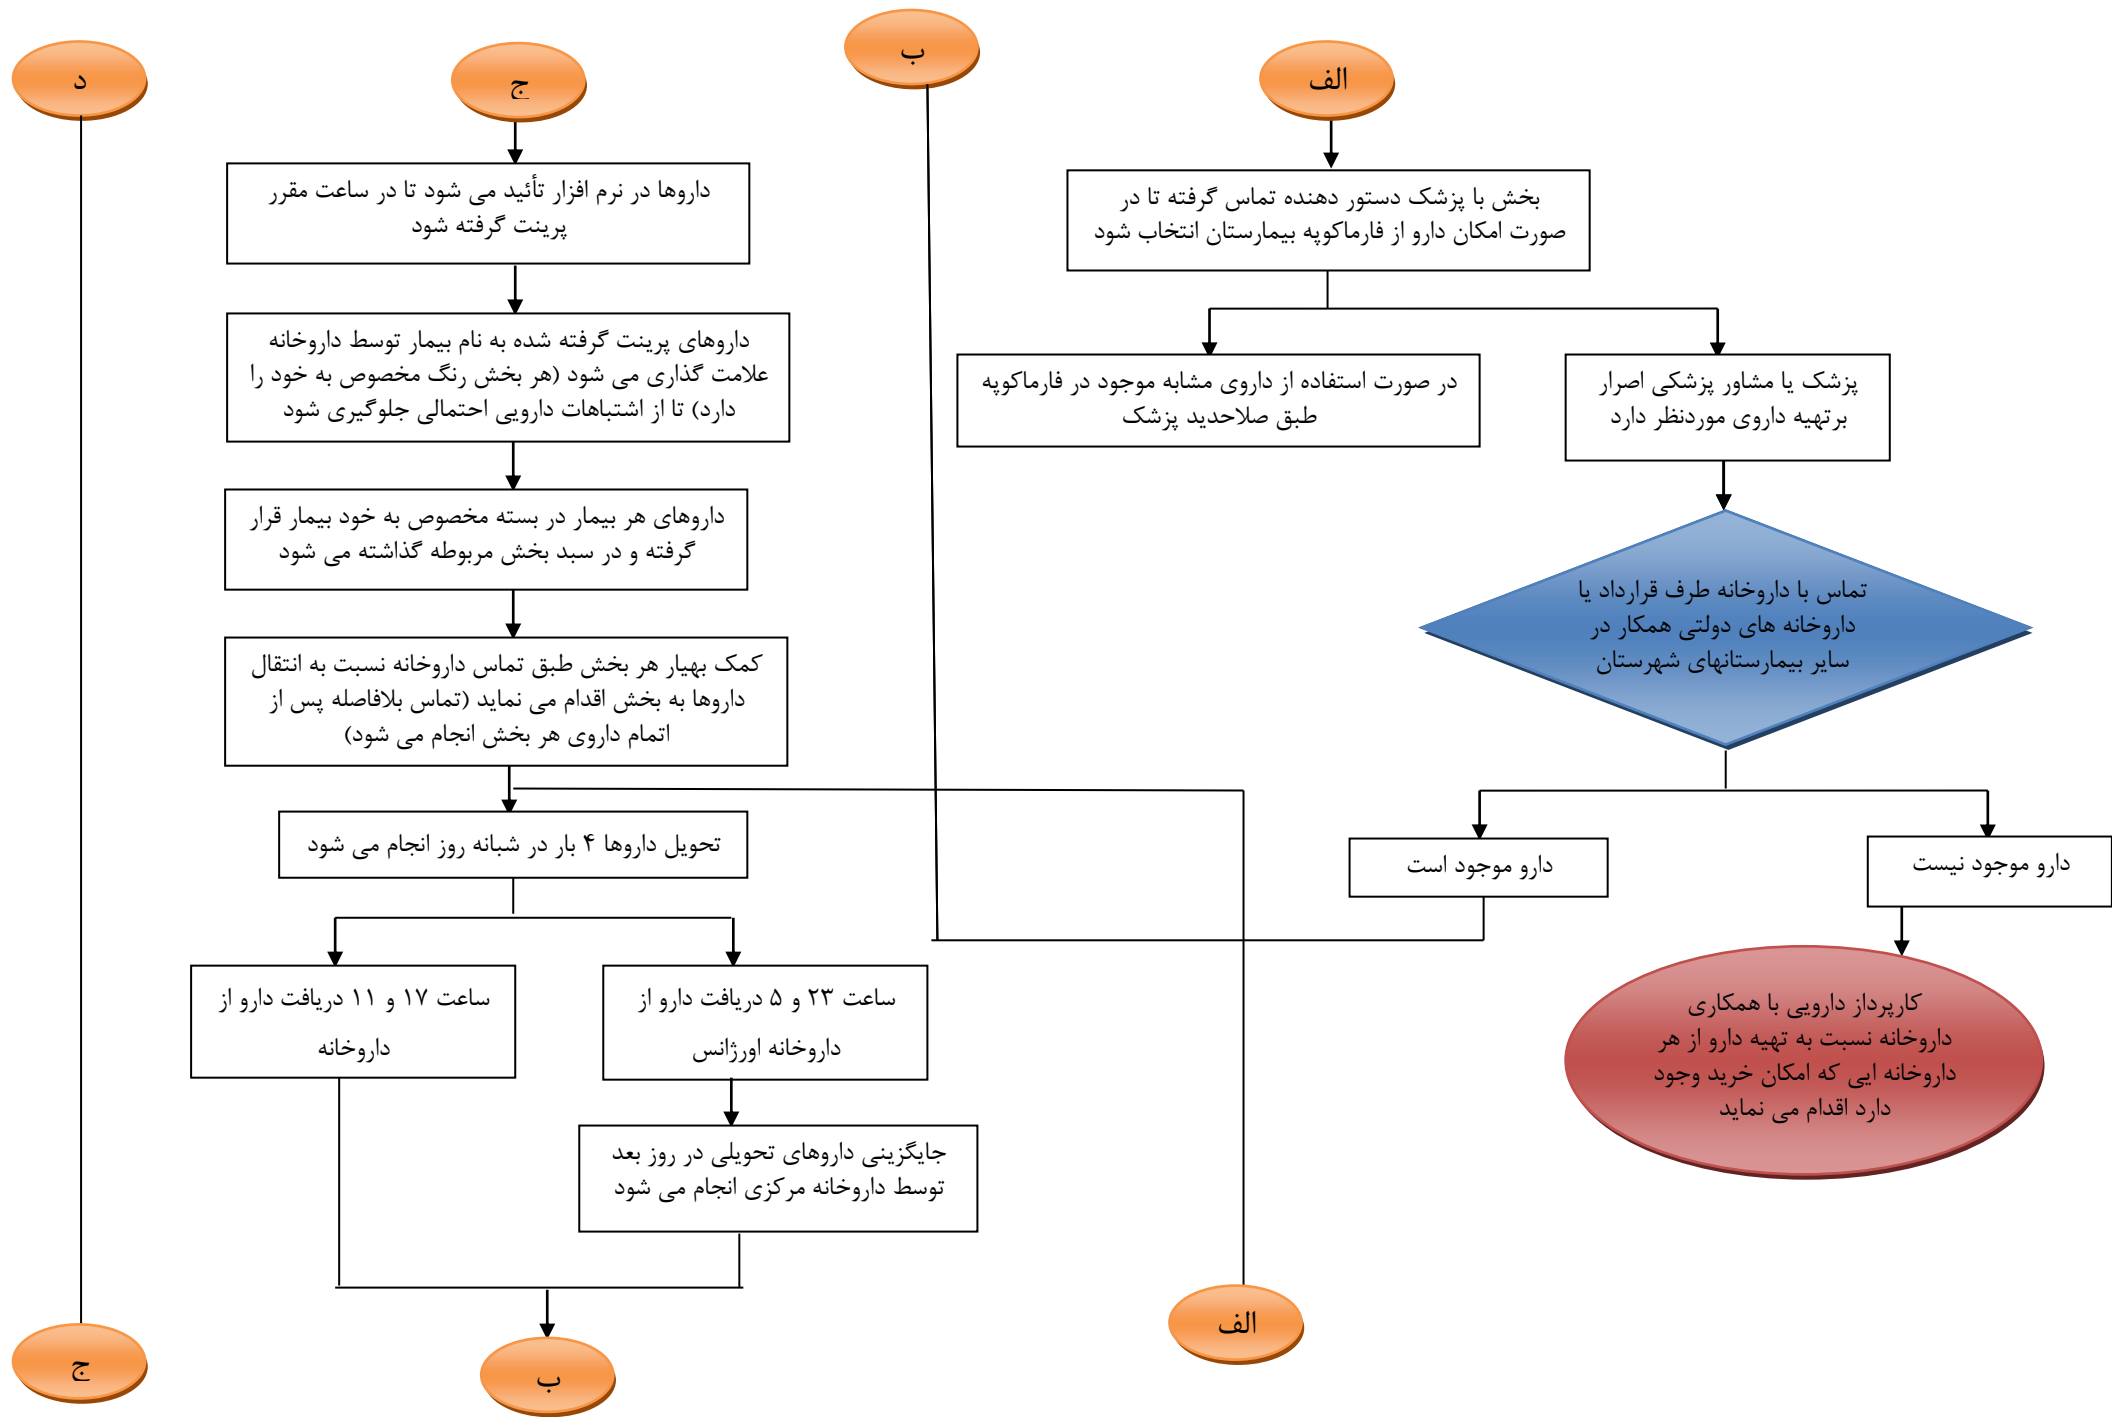 الف
بخش با پزشک دستور دهنده تماس گرفته تا در
صورت امکان دارو از فارماکوپه بیمارستان انتخاب شود
پزشک یا مشاور پزشکی اصرار
برتهیه داروی موردنظر دارد
در صورت استفاده از داروی مشابه موجود در فارماکوپه
طبق صلاحدید پزشک
تماس با داروخانه طرف قرارداد یا
داروخانه های دولتی همکار در
سایر بیمارستانهای شهرستان
دارو موجود نیست
دارو موجود است
کارپرداز دارویی با همکاری
داروخانه نسبت به تهیه دارو از هر
داروخانه ایی که امکان خرید وجود
دارد اقدام می نماید
ب
الف
ج
داروها در نرم افزار تأئید می شود تا در ساعت مقرر
پرینت گرفته شود
داروهای پرینت گرفته شده به نام بیمار توسط داروخانه
علامت گذاری می شود (هر بخش رنگ مخصوص به خود را
دارد) تا از اشتباهات دارویی احتمالی جلوگیری شود
داروهای هر بیمار در بسته مخصوص به خود بیمار قرار
گرفته و در سبد بخش مربوطه گذاشته می شود
کمک بهیار هر بخش طبق تماس داروخانه نسبت به انتقال
داروها به بخش اقدام می نماید (تماس بلافاصله پس از
اتمام داروی هر بخش انجام می شود)
تحویل داروها ۴ بار در شبانه روز انجام می شود
ساعت ۲۳ و ۵ دریافت دارو از
داروخانه اورژانس
ساعت ۱۷ و ۱۱ دریافت دارو از
داروخانه
جایگزینی داروهای تحویلی در روز بعد
توسط داروخانه مرکزی انجام می شود
ب
د
ج